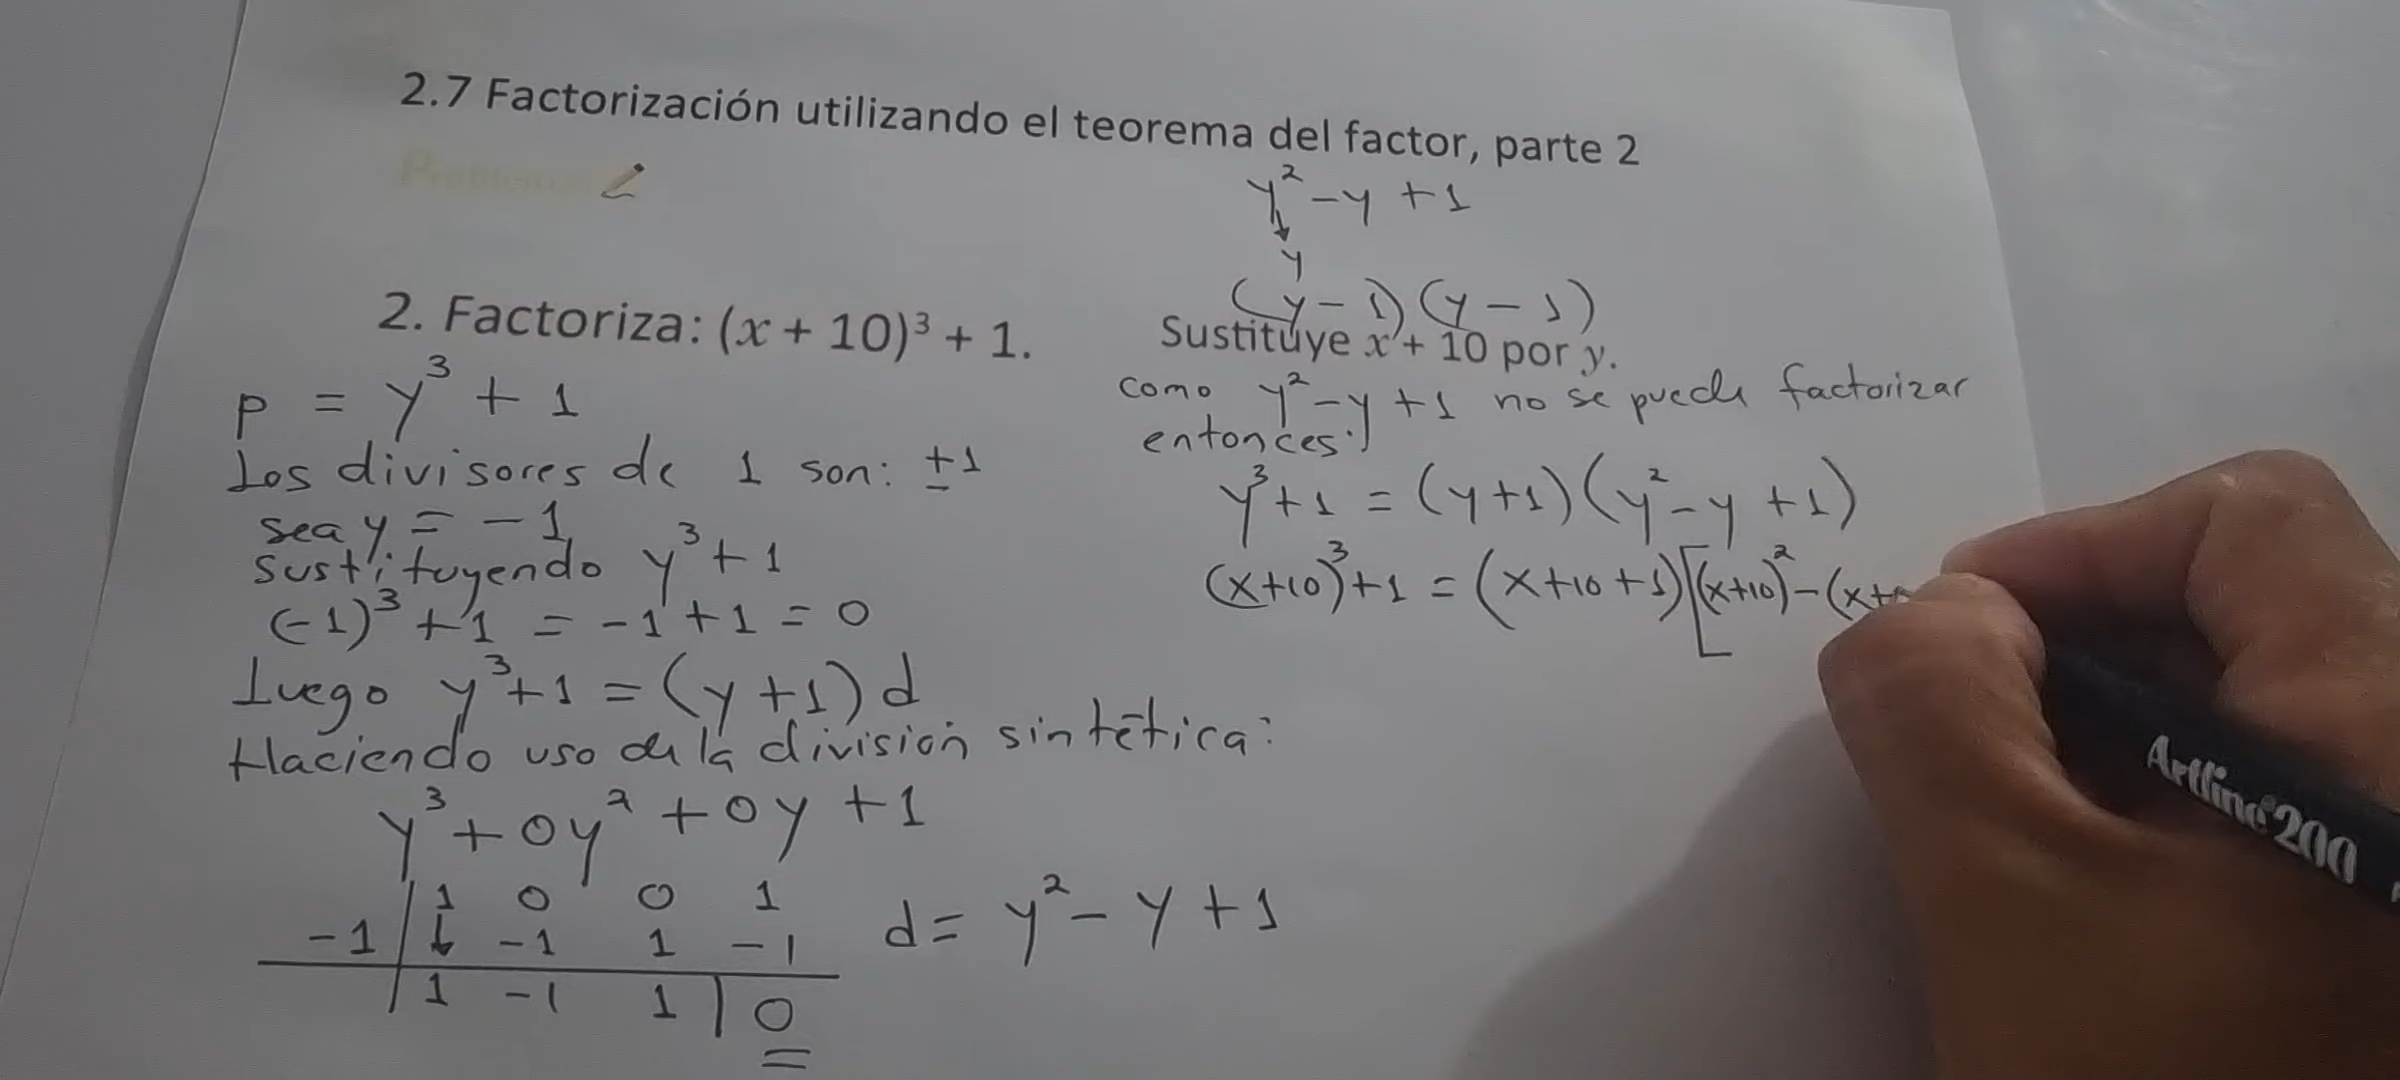 2.7 Factorización utilizando el teorema del factor, parte 2
Problema 2
2. Factoriza: (x + 10)³ + 1.
p = y³ + 1
Los divisores de 1 son: ±1
sea y = -1
sustituyendo y³ + 1
(-1)³ + 1 = -1 + 1 = 0
Luego y³+1 = (y+1) d
Haciendo uso de la división sintética:
y³ + 0y² + 0y + 1
1 0 0 1
-1 -1 1 -1
1 -1 1 0
d = y² - y + 1
y² - y + 1
y
(y - 1) (y - 1)
Sustituye x + 10 por y.
como y² - y + 1 no se puede factorizar
entonces:
y³+1 = (y+1)(y² - y + 1)
(x+10)³+1 = (x+10+1)[(x+10)² - (x+
Artline 200